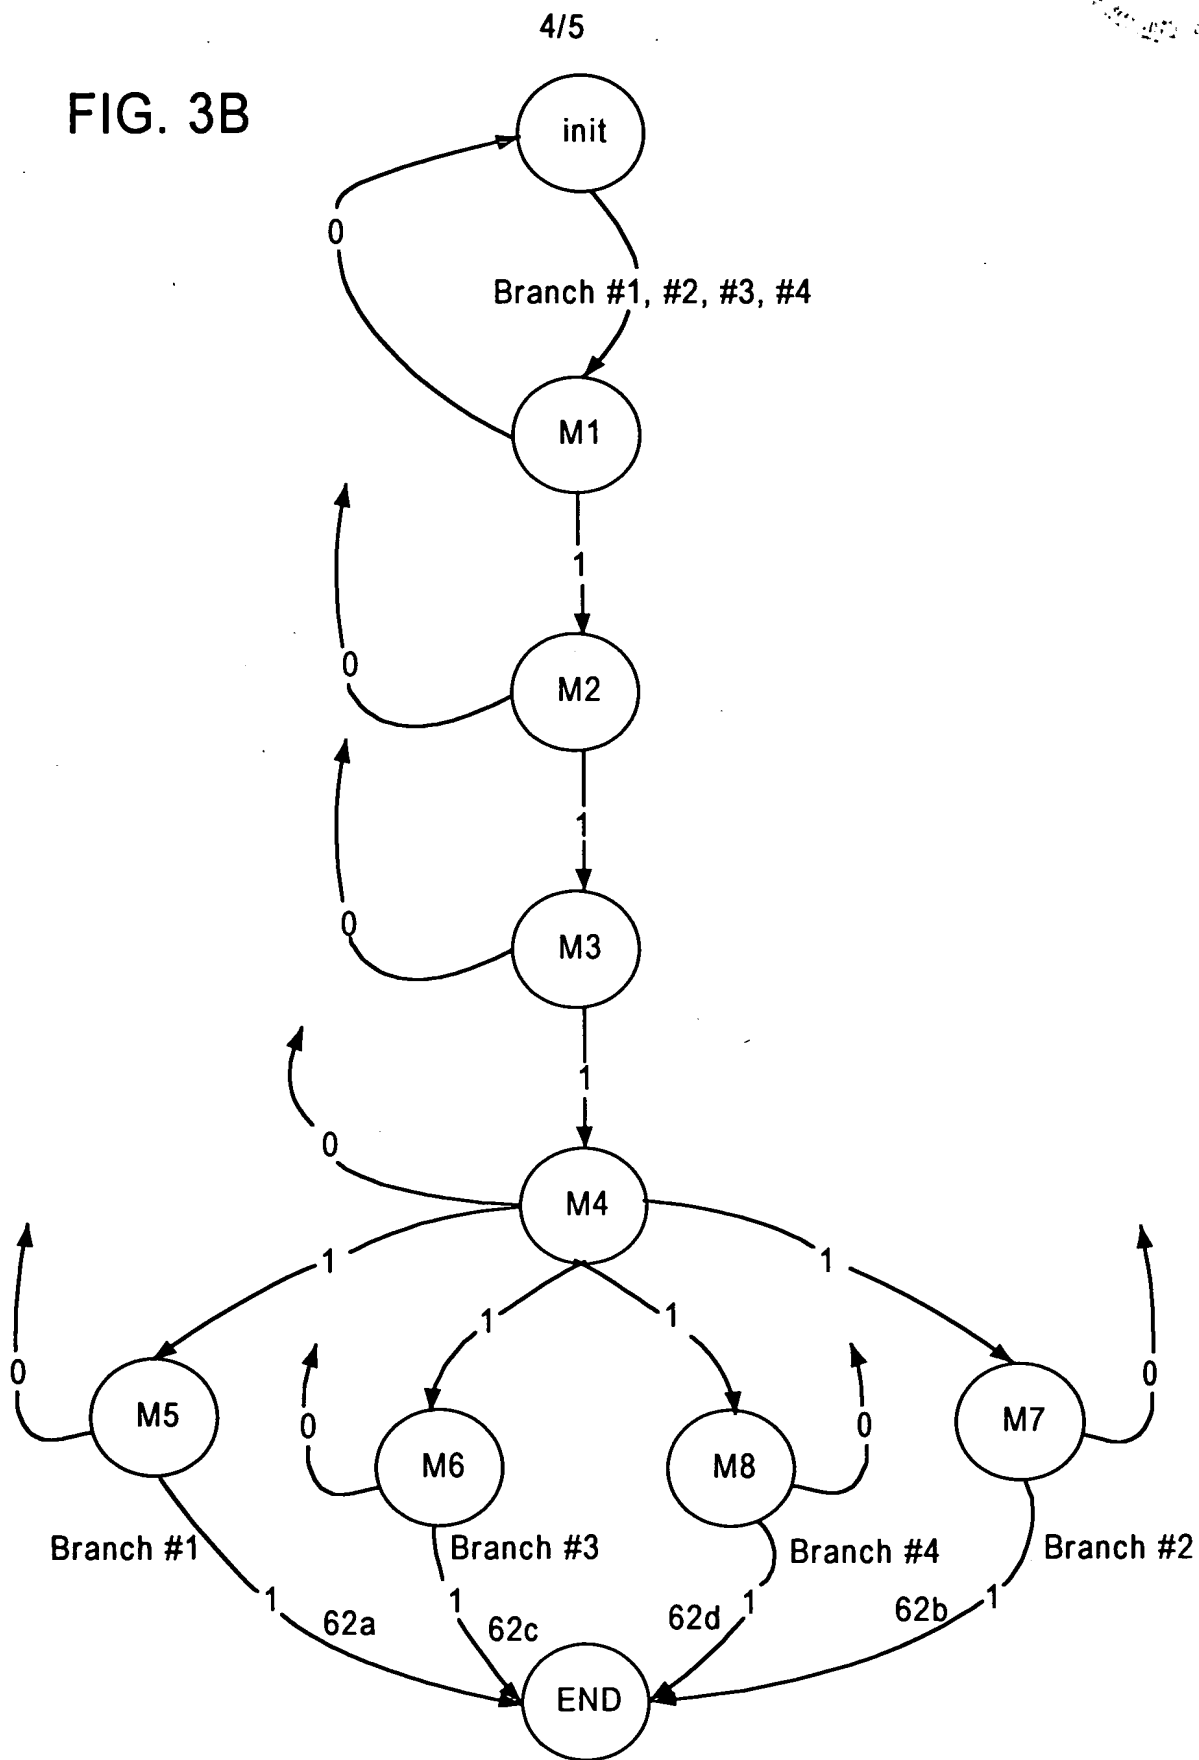 4/5
FIG. 3B
init
0
Branch #1, #2, #3, #4
M1
1
0
M2
1
0
M3
1
0
M4
1
1
1
1
0
0
0
0
M5
M6
M8
M7
Branch #1
Branch #3
Branch #4
Branch #2
1
1
1
1
62a
62c
62d
62b
END